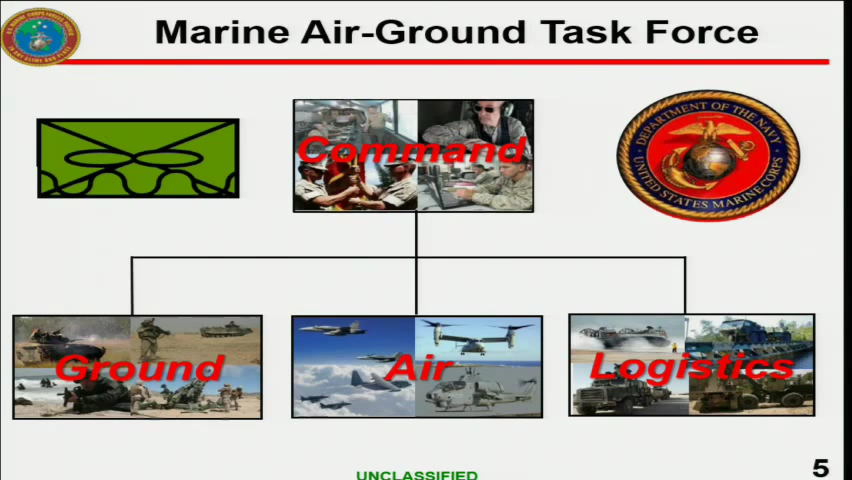 Marine Air-Ground Task Force
Command
DEPARTMENT OF THE NAVY
UNITED STATES MARINE CORPS
Ground
Air
Logistics
UNCLASSIFIED
5